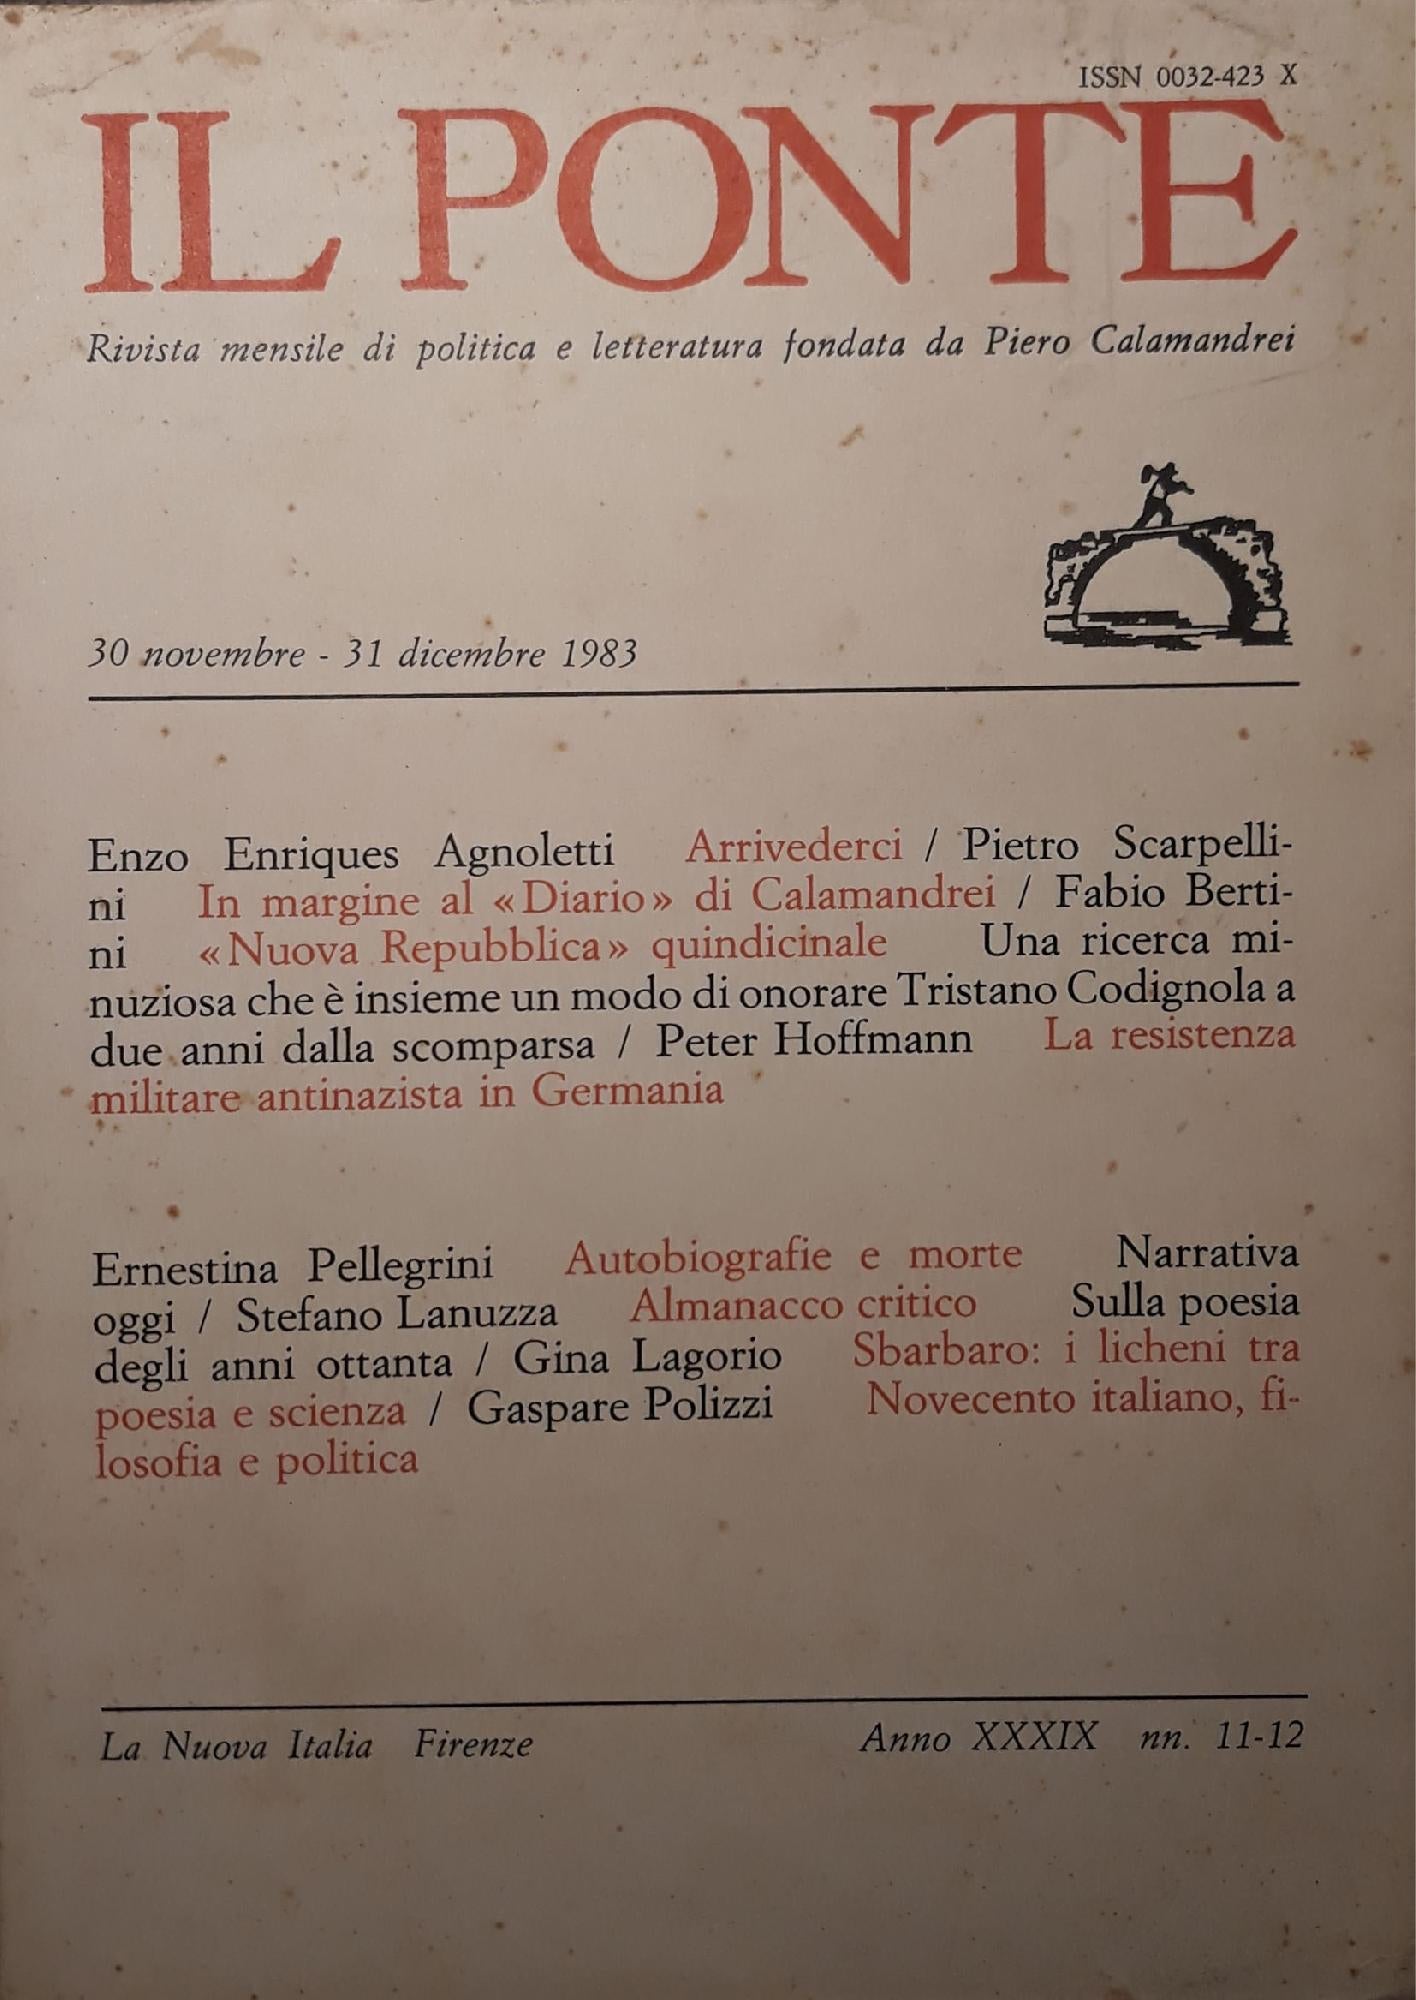 ISSN 0032-423 X
IL PONTE
Rivista mensile di politica e letteratura fondata da Piero Calamandrei
30 novembre - 31 dicembre 1983
Enzo Enriques Agnoletti Arrivederci / Pietro Scarpelli-
ni In margine al «Diario» di Calamandrei / Fabio Berti-
ni «Nuova Repubblica» quindicinale Una ricerca mi-
nuziosa che è insieme un modo di onorare Tristano Codignola a
due anni dalla scomparsa / Peter Hoffmann La resistenza
militare antinazista in Germania
Ernestina Pellegrini Autobiografie e morte Narrativa
oggi / Stefano Lanuzza Almanacco critico Sulla poesia
degli anni ottanta / Gina Lagorio Sbarbaro: i licheni tra
poesia e scienza / Gaspare Polizzi Novecento italiano, fi-
losofia e politica
La Nuova Italia Firenze Anno XXXIX nn. 11-12